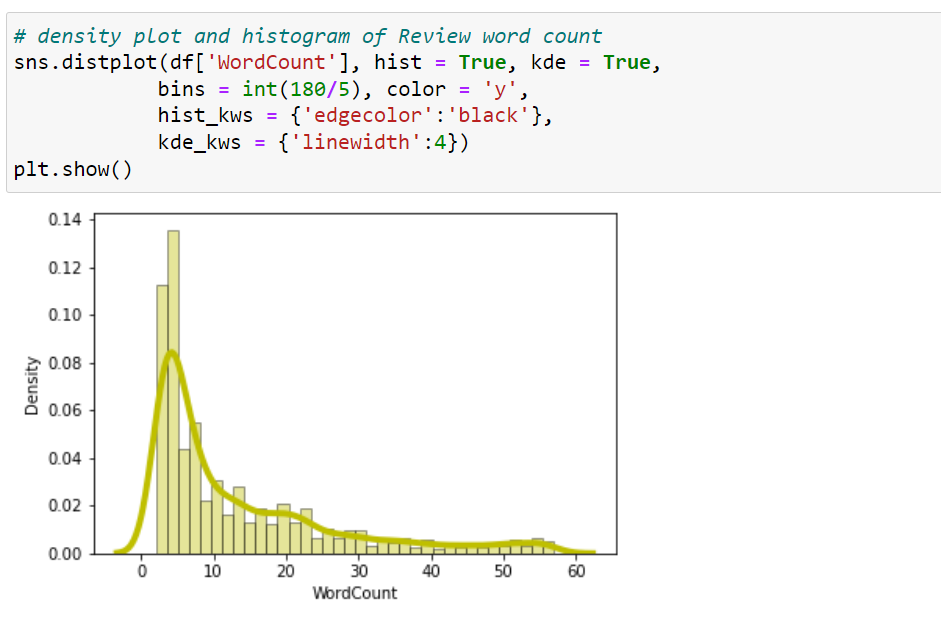 # density plot and histogram of Review word count
sns.distplot(df['WordCount'], hist = True, kde = True,
            bins = int(180/5), color = 'y',
            hist_kws = {'edgecolor':'black'},
            kde_kws = {'linewidth':4})
plt.show()
0.14
0.12
0.10
0.08
0.06
0.04
0.02
0.00
Density
0 10 20 30 40 50 60
WordCount